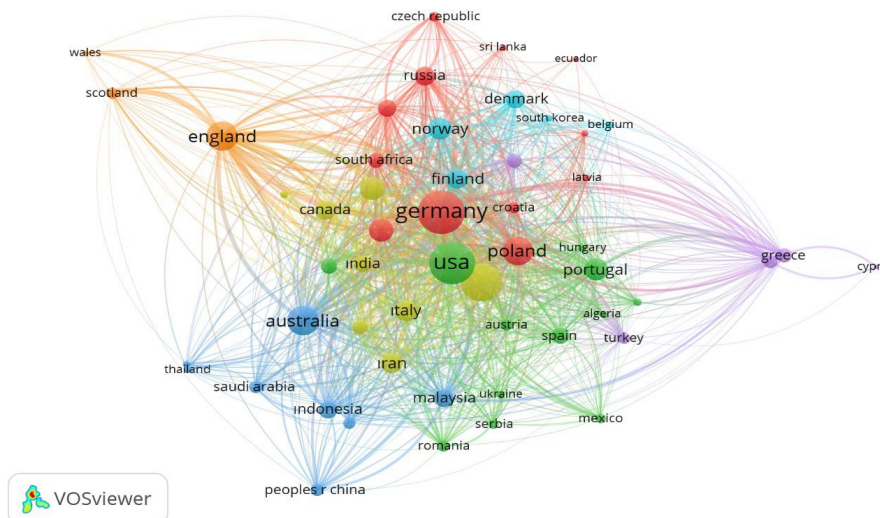 czech republic
wales
sri lanka
ecuador
russia
scotland
denmark
south korea
belgium
england
norway
south africa
finland
latvia
canada
germany
croatia
hungary
poland
greece
usa
india
portugal
cypr
italy
algeria
australia
austria
spain
turkey
iran
thailand
saudi arabia
malaysia
ukraine
indonesia
serbia
mexico
romania
peoples r china
VOSviewer